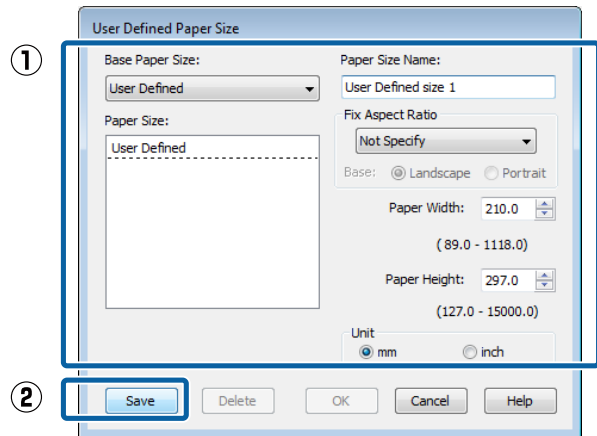 User Defined Paper Size
①
Base Paper Size:
User Defined
Paper Size:
User Defined
Paper Size Name:
User Defined size 1
Fix Aspect Ratio
Not Specify
Base: Landscape Portrait
Paper Width: 210.0
( 89.0 - 1118.0)
Paper Height: 297.0
(127.0 - 15000.0)
Unit
mm inch
②
Save Delete OK Cancel Help